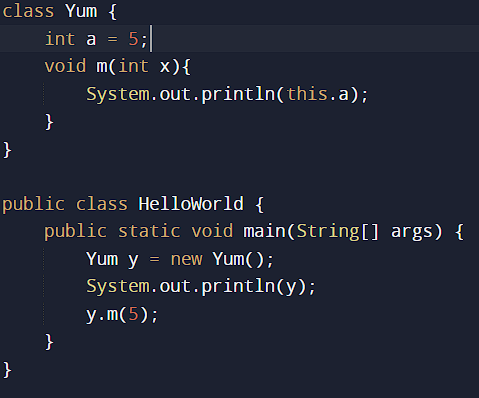 class Yum {
    int a = 5;
    void m(int x){
        System.out.println(this.a);
    }
}

public class HelloWorld {
    public static void main(String[] args) {
        Yum y = new Yum();
        System.out.println(y);
        y.m(5);
    }
}